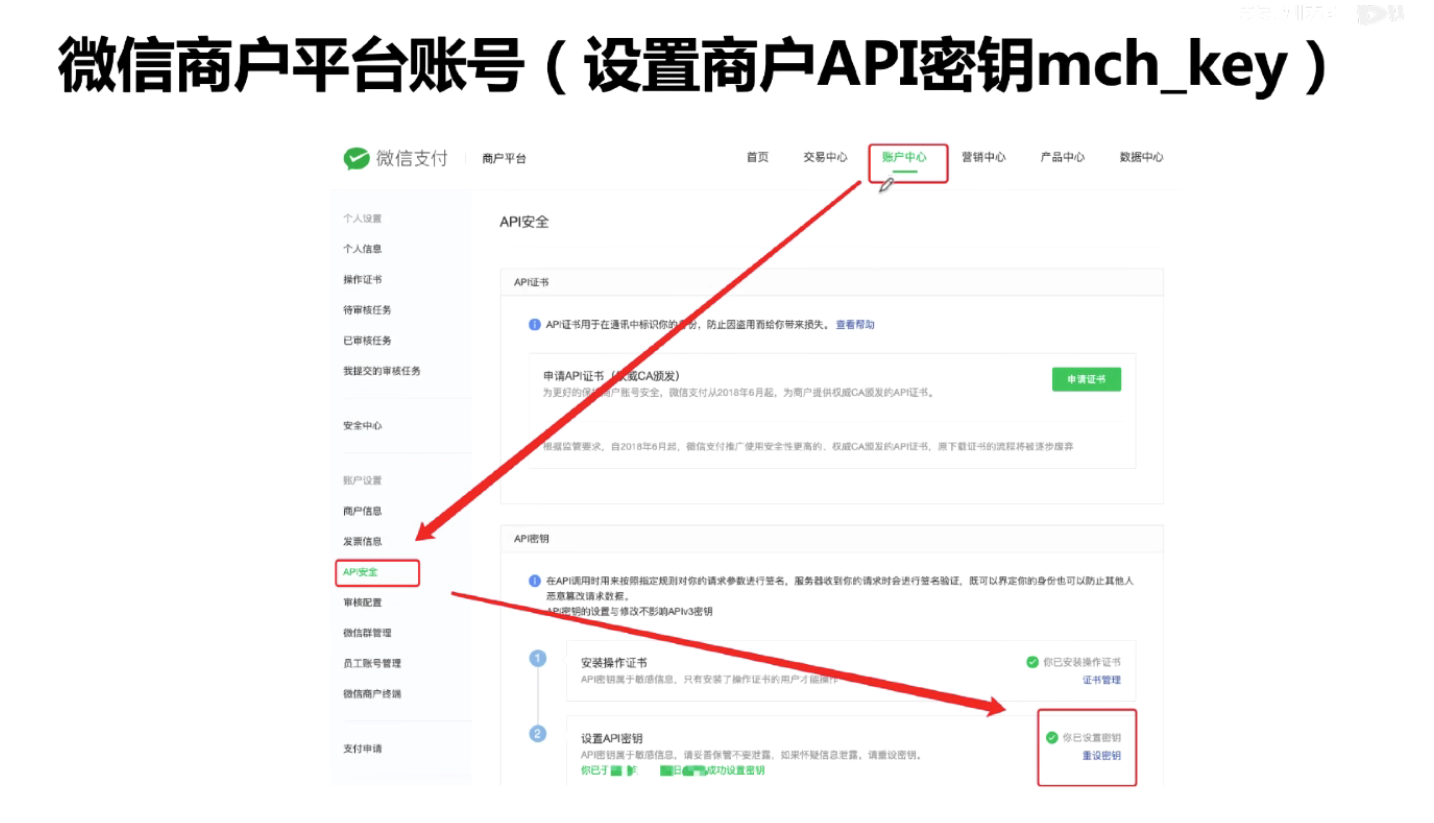 微信商户平台账号（设置商户API密钥mch_key）
微信支付 商户平台 首页 交易中心 账户中心 营销中心 产品中心 数据中心
个人设置
个人信息
操作证书
待审核任务
已审核任务
我提交的审核任务
安全中心
账户设置
商户信息
发票信息
API安全
审核配置
微信群管理
员工账号管理
微信商户终端
支付申请
API安全
API证书
API证书用于在通讯中标识你的身份，防止因盗用而给你带来损失。 查看帮助
申请API证书（权威CA颁发）
申请证书
为更好的保护商户账号安全，微信支付从2018年6月起，为商户提供权威CA颁发的API证书。
根据监管要求，自2018年6月起，微信支付推广使用安全性更高的、权威CA颁发的API证书，原下载证书的流程将被逐步废弃
API密钥
在API调用时用来按照指定规则对你的请求参数进行签名，服务器收到你的请求时会进行签名验证，既可以界定你的身份也可以防止其他人
恶意篡改请求数据。
API密钥的设置与修改不影响APIv3密钥
1 安装操作证书 你已安装操作证书
API密钥属于敏感信息，只有安装了操作证书的用户才能操作 证书管理
2 设置API密钥 你已设置密钥
API密钥属于敏感信息，请妥善保管不要泄露，如果怀疑信息泄露，请重设密钥。 重设密钥
你已于 日 成功设置密钥